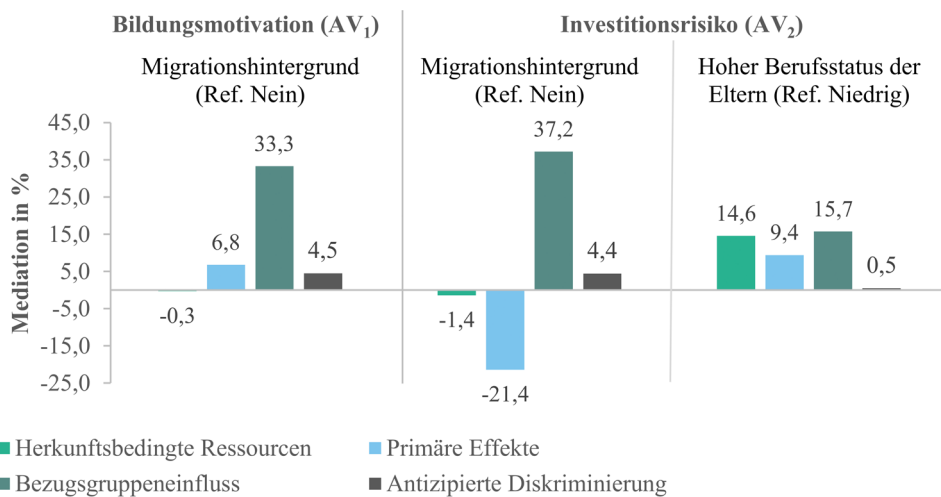 Bildungsmotivation (AV₁)
Investitionsrisiko (AV₂)
Migrationshintergrund
(Ref. Nein)
Migrationshintergrund
(Ref. Nein)
Hoher Berufsstatus der
Eltern (Ref. Niedrig)
Mediation in %
45,0
35,0
25,0
15,0
5,0
-5,0
-15,0
-25,0
-0,3
6,8
33,3
4,5
-1,4
-21,4
37,2
4,4
14,6
9,4
15,7
0,5
Herkunftsbedingte Ressourcen
Primäre Effekte
Bezugsgruppeneinfluss
Antizipierte Diskriminierung